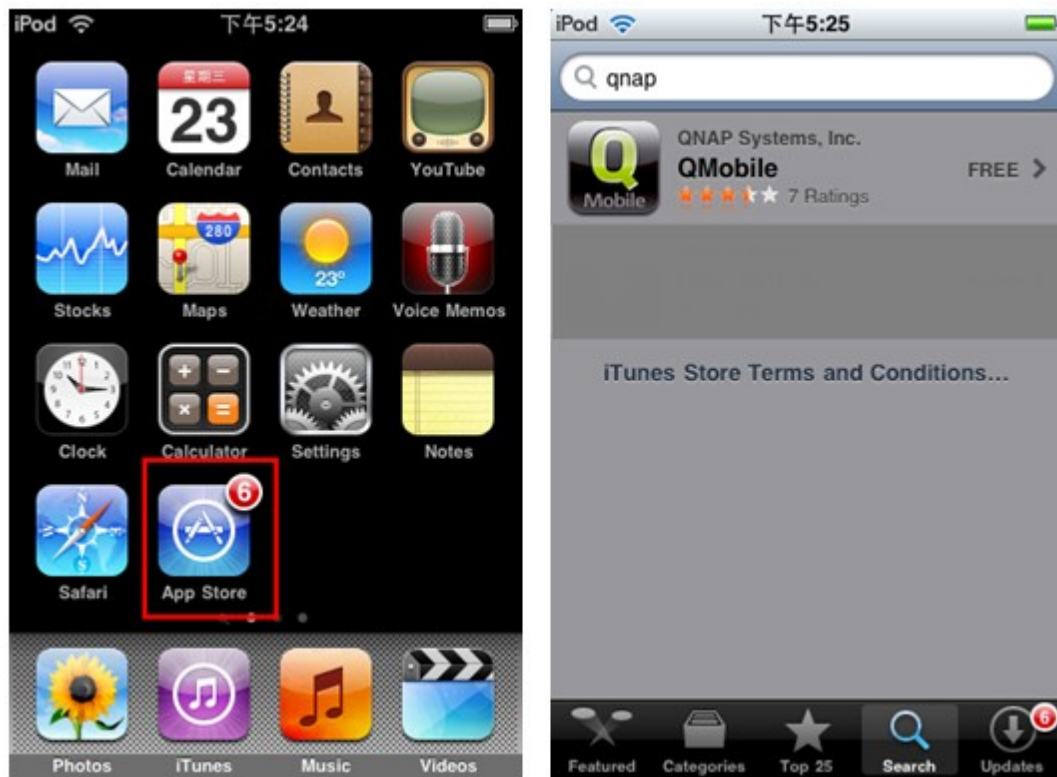 iPod 下午5:24
星期三
23
Mail Calendar Contacts YouTube
280
23°
Stocks Maps Weather Voice Memos
Clock Calculator Settings Notes
6
Safari App Store
Photos iTunes Music Videos
iPod 下午5:25
qnap
QNAP Systems, Inc.
Q Mobile
QMobile
FREE
7 Ratings
iTunes Store Terms and Conditions...
6
Featured Categories Top 25 Search Updates